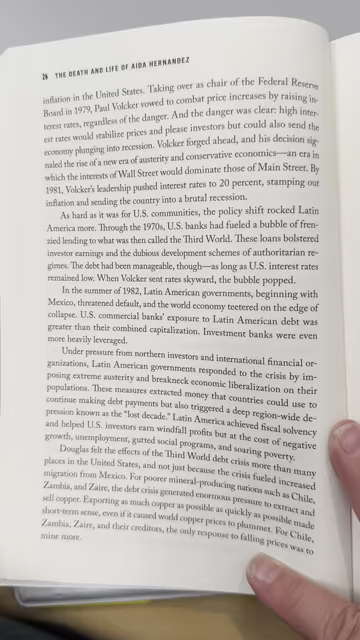 26 THE DEATH AND LIFE OF AIDA HERNANDEZ
inflation in the United States. Taking over as chair of the Federal Reserve
Board in 1979, Paul Volcker vowed to combat price increases by raising in-
terest rates, regardless of the danger. And the danger was clear: high inter-
est rates would stabilize prices and please investors but could also send the
economy plunging into recession. Volcker forged ahead, and his decision sig-
naled the rise of a new era of austerity and conservative economics—an era in
which the interests of Wall Street would dominate those of Main Street. By
1981, Volcker's leadership pushed interest rates to 20 percent, stamping out
inflation and sending the country into a brutal recession.
As hard as it was for U.S. communities, the policy shift rocked Latin
America more. Through the 1970s, U.S. banks had fueled a bubble of fren-
zied lending to what was then called the Third World. These loans bolstered
investor earnings and the dubious development schemes of authoritarian re-
gimes. The debt had been manageable, though—as long as U.S. interest rates
remained low. When Volcker sent rates skyward, the bubble popped.
In the summer of 1982, Latin American governments, beginning with
Mexico, threatened default, and the world economy teetered on the edge of
collapse. U.S. commercial banks' exposure to Latin American debt was
greater than their combined capitalization. Investment banks were even
more heavily leveraged.
Under pressure from northern investors and international financial or-
ganizations, Latin American governments responded to the crisis by im-
posing extreme austerity and breakneck economic liberalization on their
populations. These measures extracted money that countries could use to
continue making debt payments but also triggered a deep region-wide de-
pression known as the "lost decade." Latin America achieved fiscal solvency
and helped U.S. investors earn windfall profits but at the cost of negative
growth, unemployment, gutted social programs, and soaring poverty.
Douglas felt the effects of the Third World debt crisis more than many
places in the United States, and not just because the crisis fueled increased
migration from Mexico. For poorer mineral-producing nations such as Chile,
Zambia, and Zaire, the debt crisis generated enormous pressure to extract and
sell copper. Exporting as much copper as possible as quickly as possible made
short-term sense, even if it caused world copper prices to plummet. For Chile,
Zambia, Zaire, and their creditors, the only response to falling prices was to
mine more.